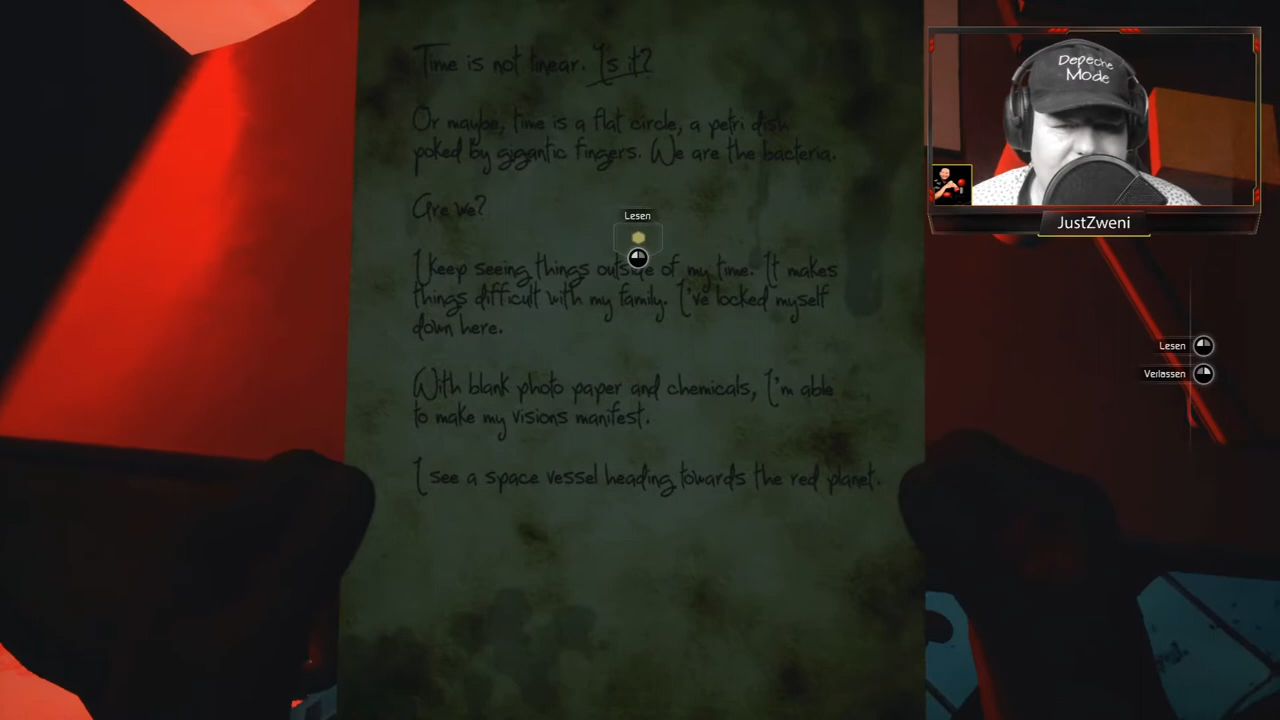 Time is not linear. Is it?
Or maybe, time is a flat circle, a petri dish
poked by gigantic fingers. We are the bacteria.
Are we?
I keep seeing things outside of my time. It makes
things difficult with my family. I've locked myself
down here.
With blank photo paper and chemicals, I'm able
to make my visions manifest.
I see a space vessel heading towards the red planet.
Lesen
Depeche
Mode
JustZweni
Lesen
Verlassen